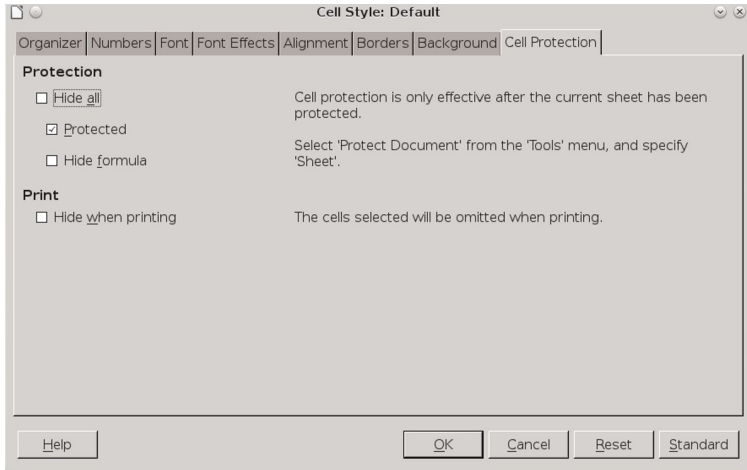 Cell Style: Default
Organizer Numbers Font Font Effects Alignment Borders Background Cell Protection
Protection
Hide all
Cell protection is only effective after the current sheet has been
protected.
Protected
Select 'Protect Document' from the 'Tools' menu, and specify
'Sheet'.
Hide formula
Print
Hide when printing
The cells selected will be omitted when printing.
Help OK Cancel Reset Standard